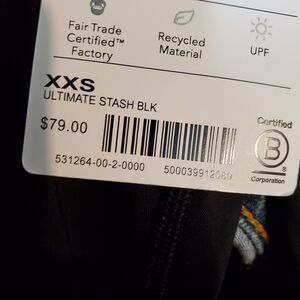 Fair Trade
Certified™
Factory
Recycled
Material
UPF
XXS
ULTIMATE STASH BLK
$79.00
531264-00-2-0000
Certified
B
Corporation